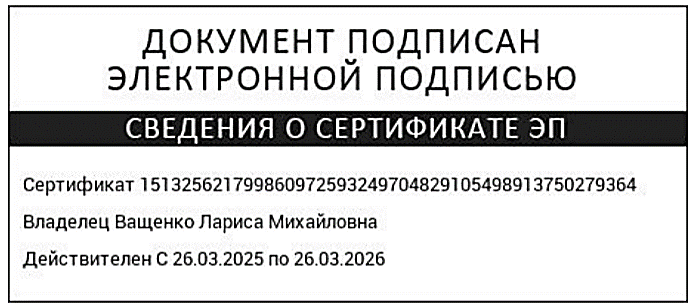 ДОКУМЕНТ ПОДПИСАН
ЭЛЕКТРОННОЙ ПОДПИСЬЮ
СВЕДЕНИЯ О СЕРТИФИКАТЕ ЭП
Сертификат 151325621799860972593249704829105498913750279364
Владелец Ващенко Лариса Михайловна
Действителен С 26.03.2025 по 26.03.2026